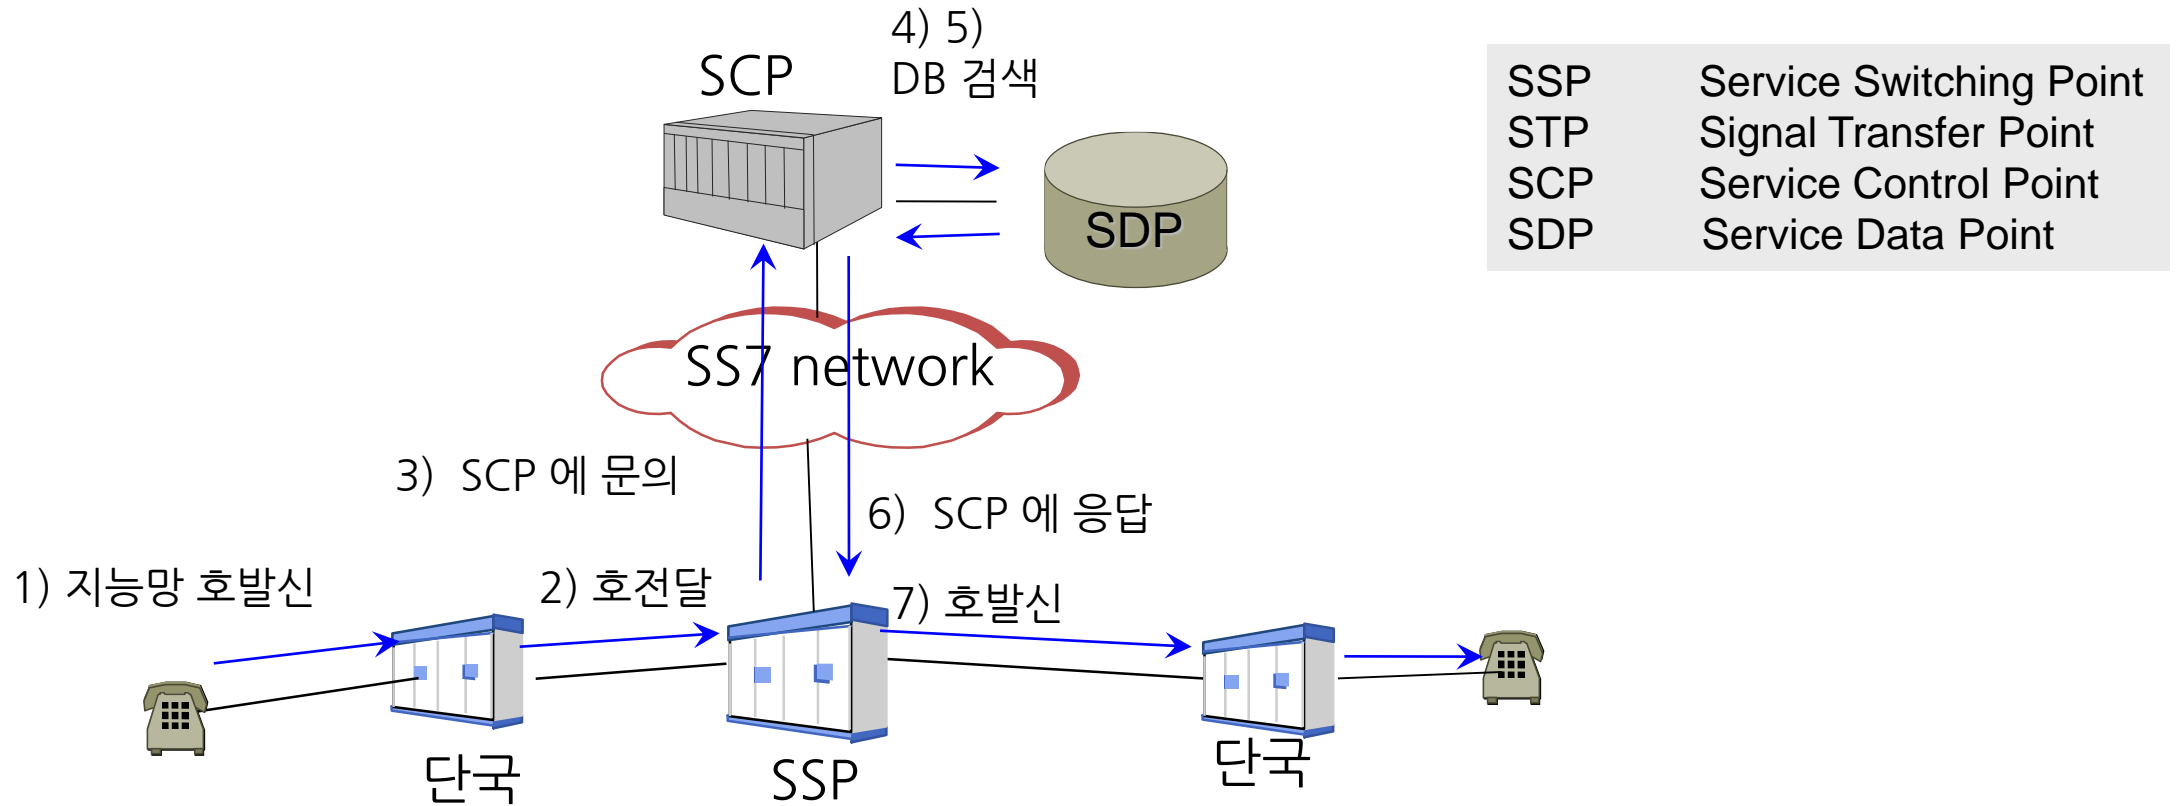 4) 5)
DB 검색
SCP
SDP
SSP Service Switching Point
STP Signal Transfer Point
SCP Service Control Point
SDP Service Data Point
SS7 network
3) SCP 에 문의
6) SCP 에 응답
1) 지능망 호발신
2) 호전달
7) 호발신
단국
SSP
단국